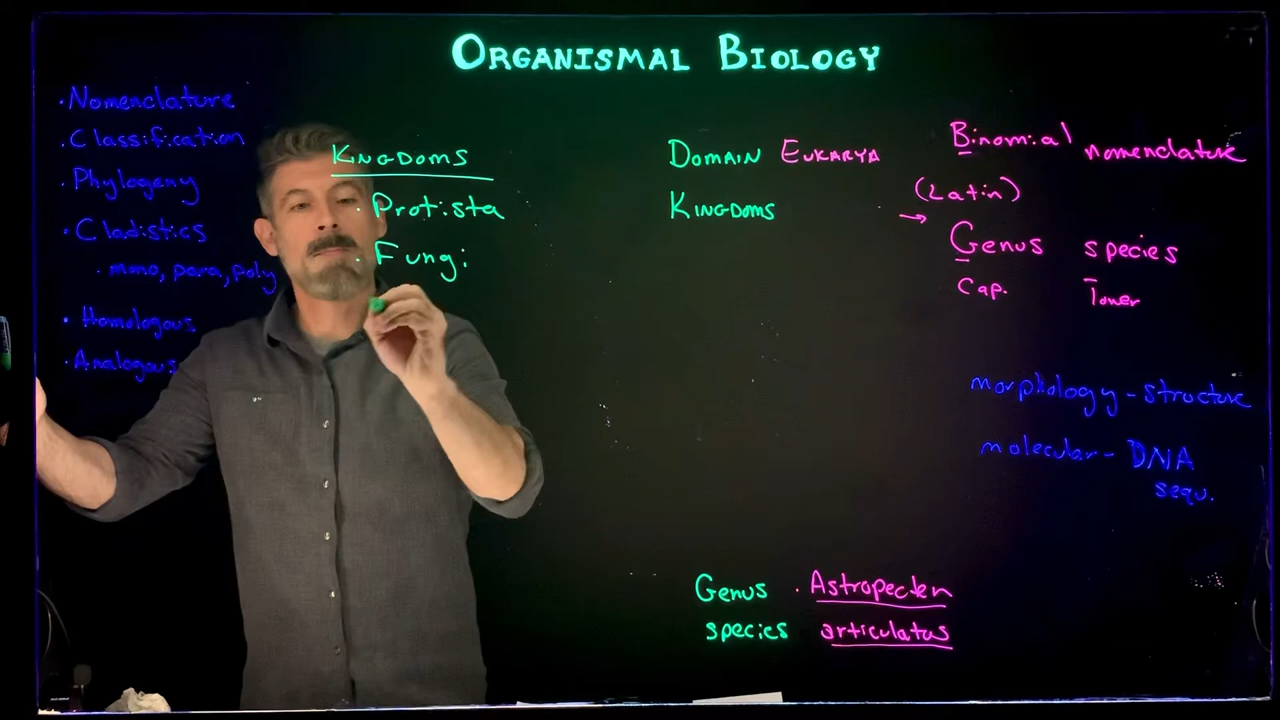 ORGANISMAL BIOLOGY
· Nomenclature
· Classification
· Phylogeny
· Cladistics
· mono, para, poly
· Homologous
· Analogous
KINGDOMS
· Protista
· Fungi
DOMAIN EUKARYA
KINGDOMS
Binomial nomenclature
(Latin)
→ Genus species
Cap. lower
morphology - structure
molecular - DNA
sequ.
Genus · Astropecten
species articulatus